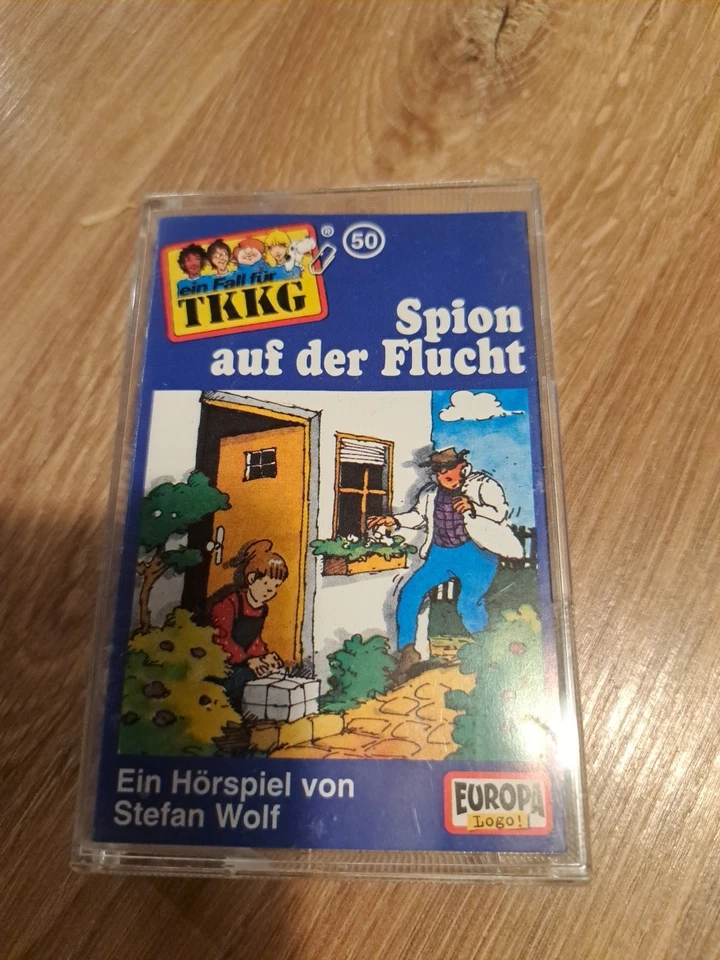 ein Fall für
TKKG
®
50
Spion
auf der Flucht
Ein Hörspiel von
Stefan Wolf
EUROPA
Logo!